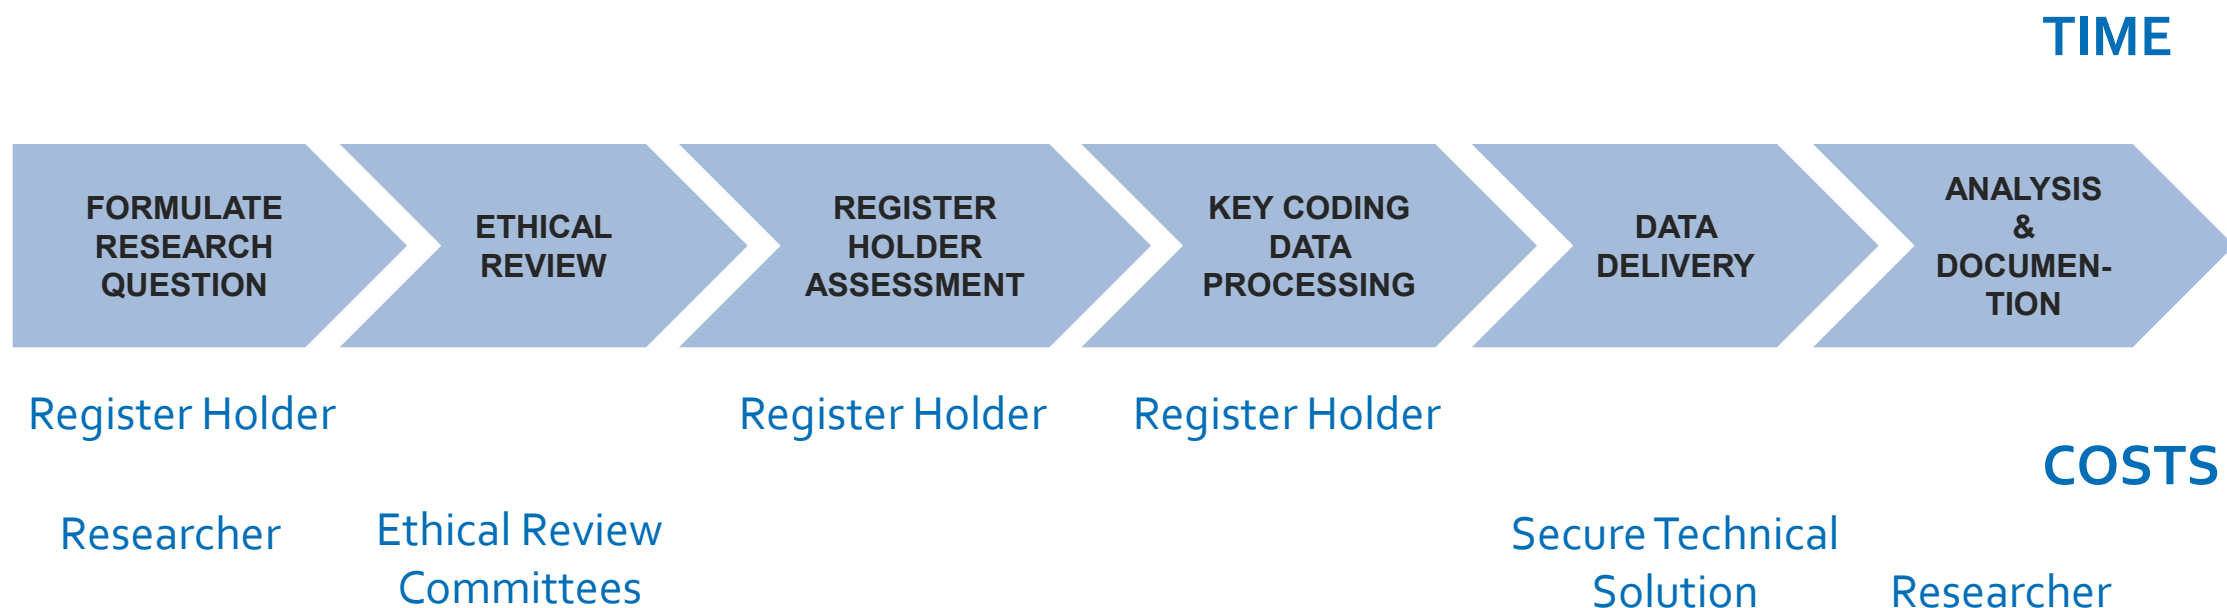 TIME
FORMULATE
RESEARCH
QUESTION
ETHICAL
REVIEW
REGISTER
HOLDER
ASSESSMENT
KEY CODING
DATA
PROCESSING
DATA
DELIVERY
ANALYSIS
&
DOCUMEN-
TION
Register Holder
Register Holder
Register Holder
COSTS
Researcher
Ethical Review
Committees
Secure Technical
Solution
Researcher